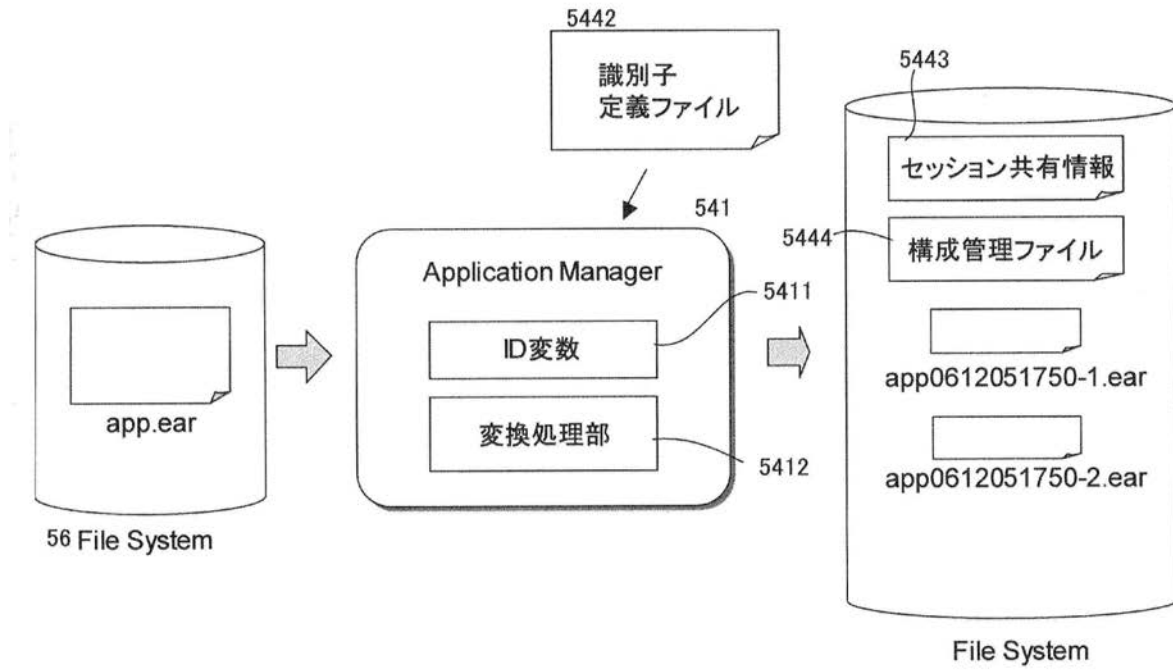 5442
識別子
定義ファイル
5443
セッション共有情報
5444
構成管理ファイル
app0612051750-1.ear
app0612051750-2.ear
File System
541
Application Manager
5411
ID変数
変換処理部
5412
app.ear
56 File System